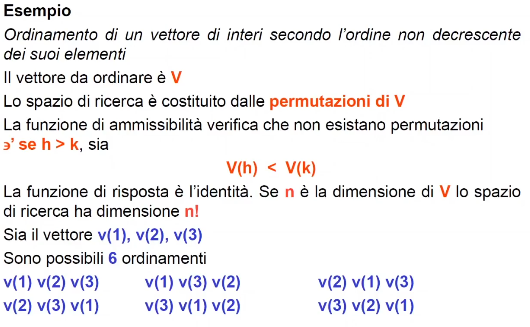 Esempio
Ordinamento di un vettore di interi secondo l'ordine non decrescente
dei suoi elementi
Il vettore da ordinare è V
Lo spazio di ricerca è costituito dalle permutazioni di V
La funzione di ammissibilità verifica che non esistano permutazioni
϶' se h > k, sia
V(h) < V(k)
La funzione di risposta è l'identità. Se n è la dimensione di V lo spazio
di ricerca ha dimensione n!
Sia il vettore v(1), v(2), v(3)
Sono possibili 6 ordinamenti
v(1) v(2) v(3) v(1) v(3) v(2) v(2) v(1) v(3)
v(2) v(3) v(1) v(3) v(1) v(2) v(3) v(2) v(1)